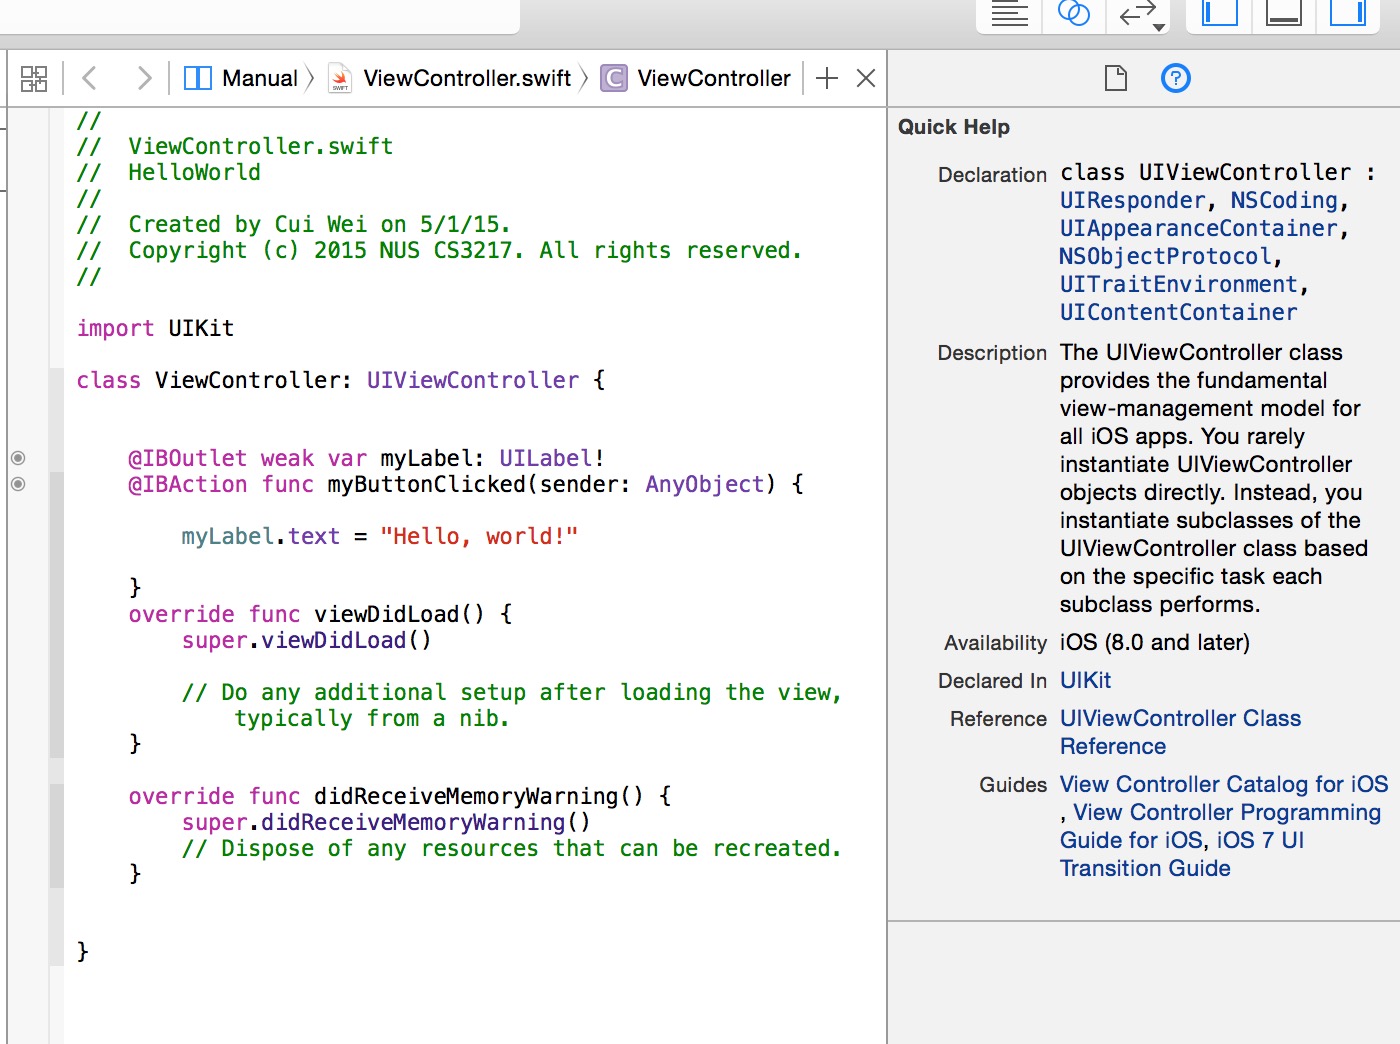 Manual
ViewController.swift
ViewController
//
//  ViewController.swift
//  HelloWorld
//
//  Created by Cui Wei on 5/1/15.
//  Copyright (c) 2015 NUS CS3217. All rights reserved.
//
import UIKit
class ViewController: UIViewController {
@IBOutlet weak var myLabel: UILabel!
@IBAction func myButtonClicked(sender: AnyObject) {
myLabel.text = "Hello, world!"
}
override func viewDidLoad() {
super.viewDidLoad()
// Do any additional setup after loading the view,
typically from a nib.
}
override func didReceiveMemoryWarning() {
super.didReceiveMemoryWarning()
// Dispose of any resources that can be recreated.
}
}
Quick Help
Declaration class UIViewController :
UIResponder, NSCoding,
UIAppearanceContainer,
NSObjectProtocol,
UITraitEnvironment,
UIContentContainer
Description The UIViewController class
provides the fundamental
view-management model for
all iOS apps. You rarely
instantiate UIViewController
objects directly. Instead, you
instantiate subclasses of the
UIViewController class based
on the specific task each
subclass performs.
Availability iOS (8.0 and later)
Declared In UIKit
Reference UIViewController Class
Reference
Guides View Controller Catalog for iOS
, View Controller Programming
Guide for iOS, iOS 7 UI
Transition Guide